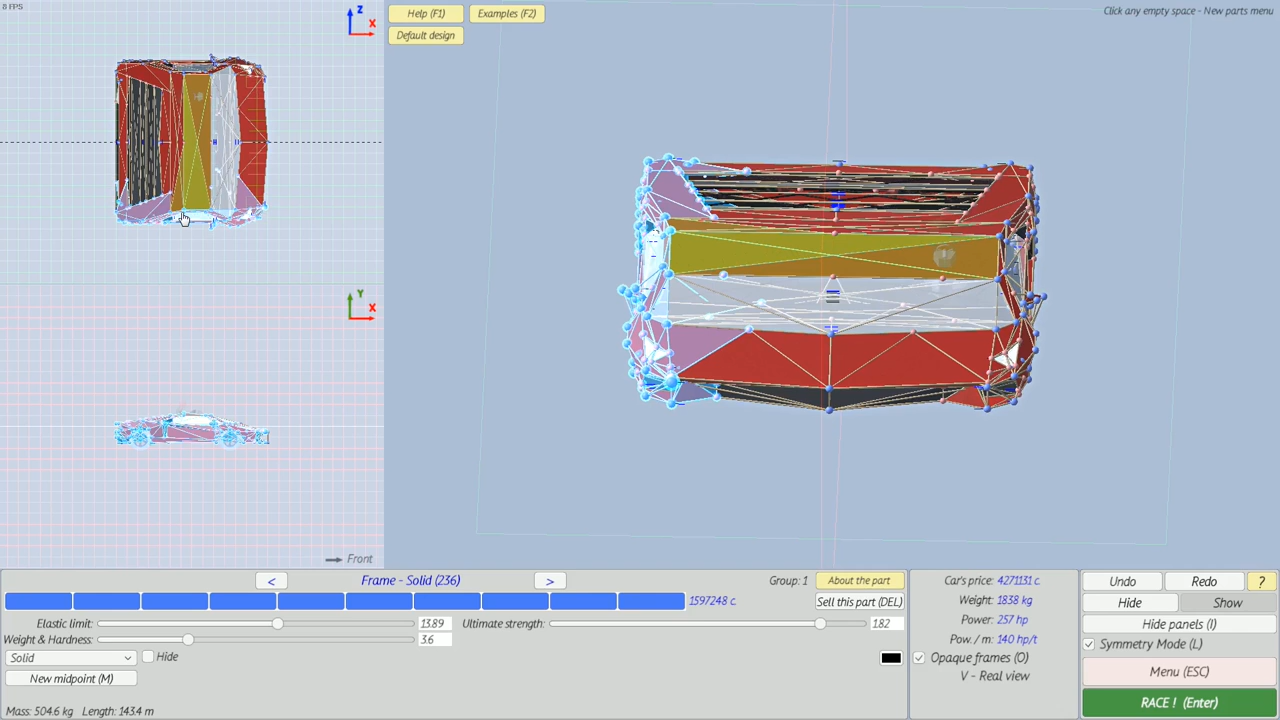 8 FPS
Z
X
Help (F1)
Examples (F2)
Default design
Click any empty space - New parts menu
Y
X
Front
<
Frame - Solid (236)
>
Group: 1
About the part
1597248 c.
Sell this part (DEL)
Elastic limit:
13.89
Ultimate strength:
1.82
Weight & Hardness:
3.6
Solid
Hide
New midpoint (M)
Mass: 504.6 kg Length: 143.4 m
Car's price: 4271131 c.
Weight: 1838 kg
Power: 257 hp
Pow. / m: 140 hp/t
Opaque frames (O)
V - Real view
Undo
Redo
?
Hide
Show
Hide panels (I)
Symmetry Mode (L)
Menu (ESC)
RACE ! (Enter)